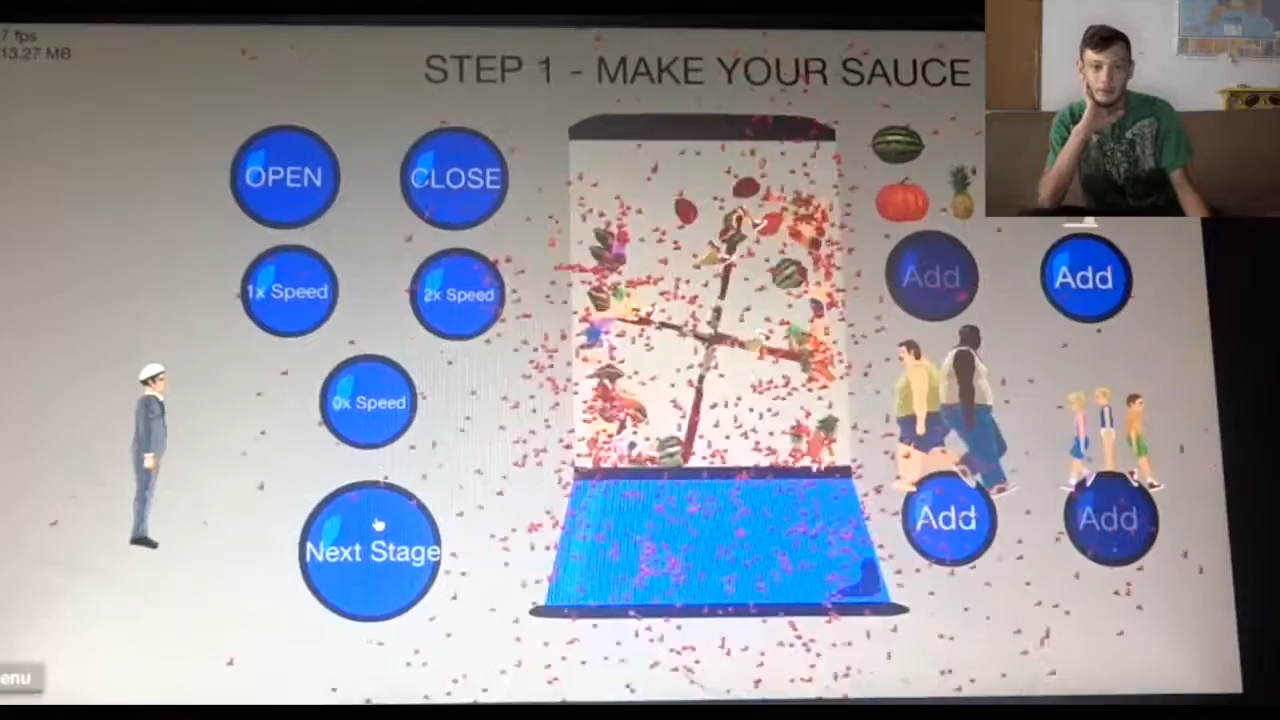 7 fps
13.27 MB
STEP 1 - MAKE YOUR SAUCE
OPEN
CLOSE
1x Speed
2x Speed
Add
Add
0x Speed
Next Stage
Add
Add
enu